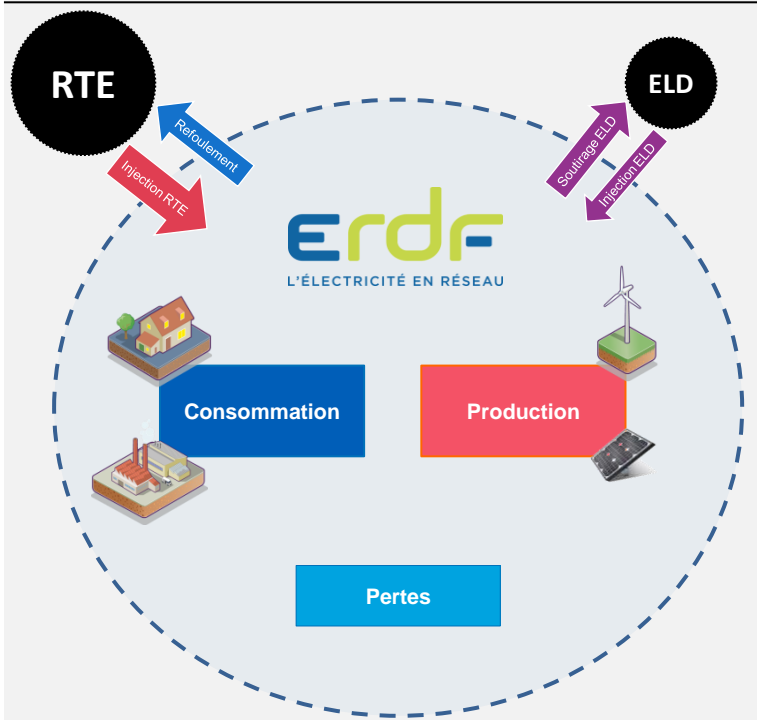 RTE
ELD
Refoulement
Injection RTE
Soutirage ELD
Injection ELD
erdf
L'ÉLECTRICITÉ EN RÉSEAU
Consommation
Production
Pertes